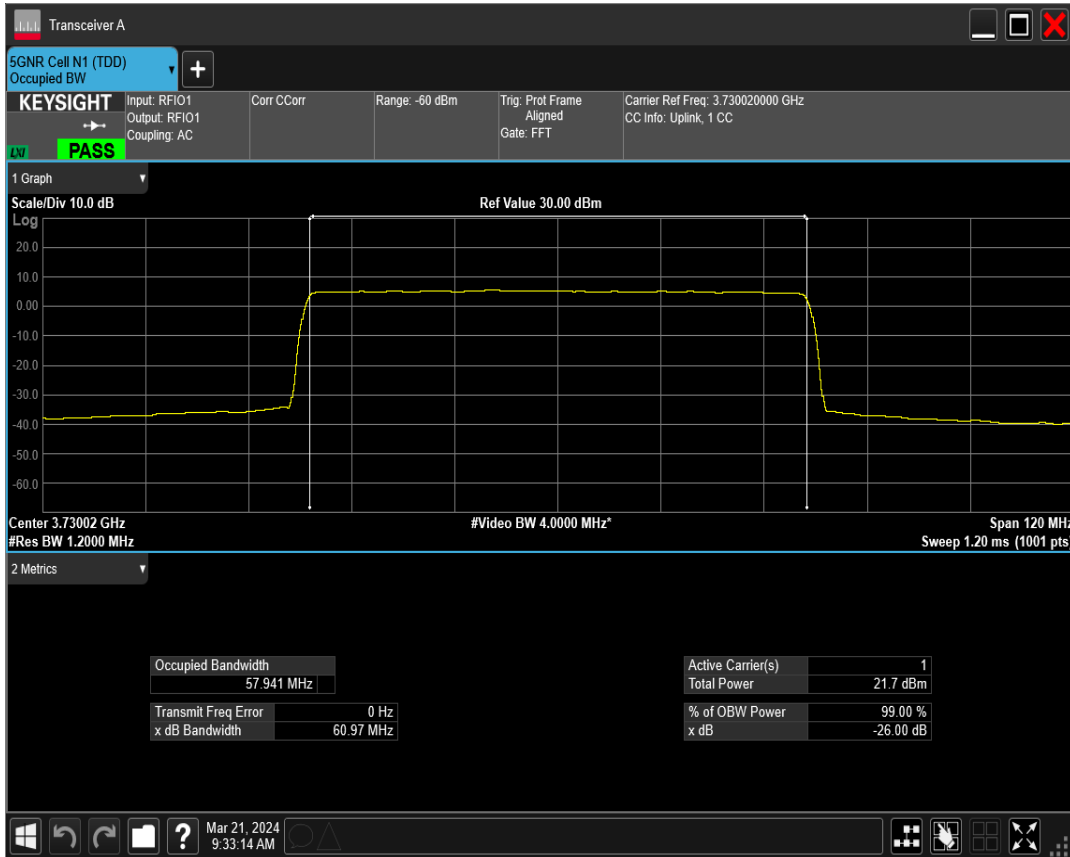 Transceiver A
5GNR Cell N1 (TDD)
Occupied BW
+
KEYSIGHT
LXI
PASS
Input: RFIO1
Output: RFIO1
Coupling: AC
Corr CCorr
Range: -60 dBm
Trig: Prot Frame
Aligned
Gate: FFT
Carrier Ref Freq: 3.730020000 GHz
CC Info: Uplink, 1 CC
1 Graph
Scale/Div 10.0 dB
Ref Value 30.00 dBm
Log
20.0
10.0
0.00
-10.0
-20.0
-30.0
-40.0
-50.0
-60.0
Center 3.73002 GHz
#Video BW 4.0000 MHz*
Span 120 MHz
#Res BW 1.2000 MHz
Sweep 1.20 ms (1001 pts)
2 Metrics
Occupied Bandwidth
57.941 MHz
Transmit Freq Error 0 Hz
x dB Bandwidth 60.97 MHz
Active Carrier(s) 1
Total Power 21.7 dBm
% of OBW Power 99.00 %
x dB -26.00 dB
?
Mar 21, 2024
9:33:14 AM